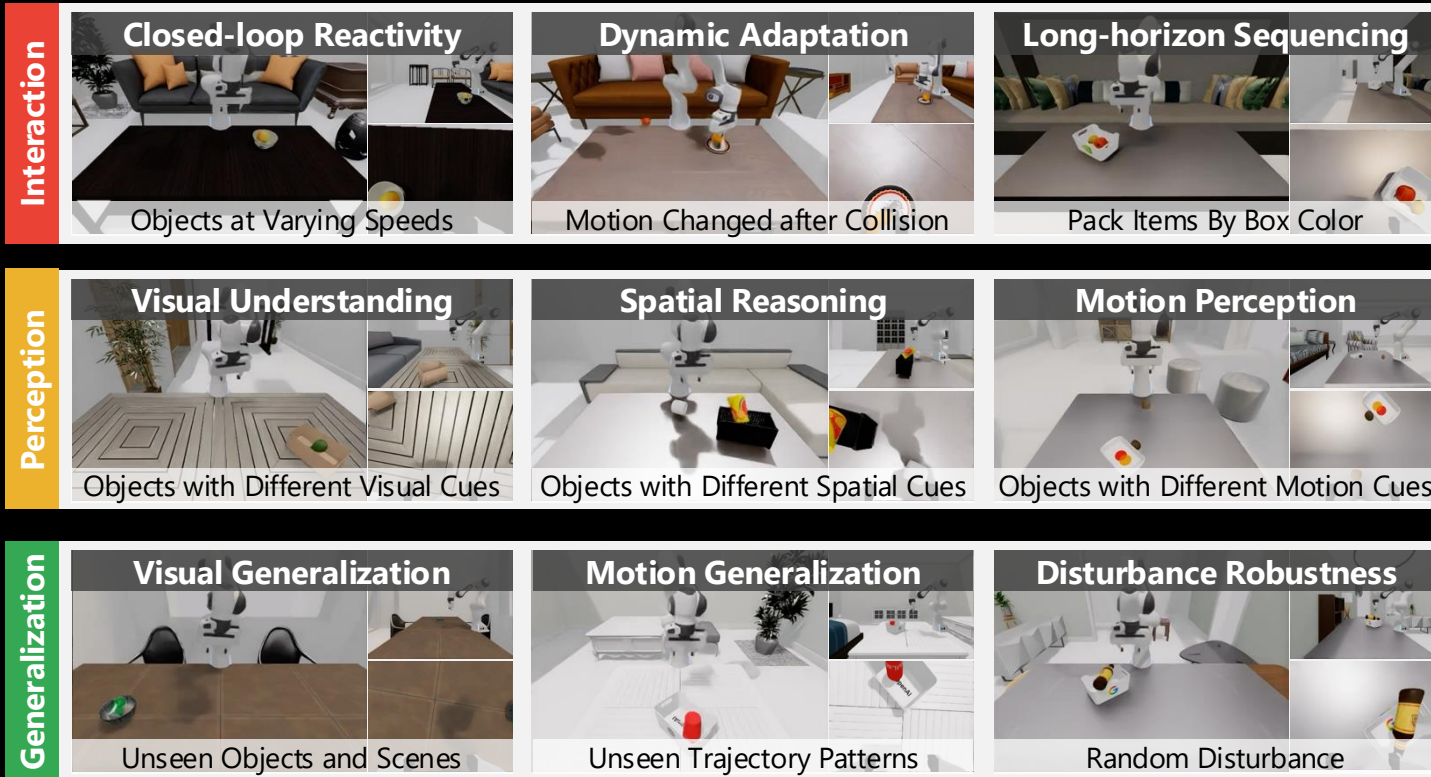 Interaction
Closed-loop Reactivity
Objects at Varying Speeds
Dynamic Adaptation
Motion Changed after Collision
Long-horizon Sequencing
Pack Items By Box Color
Perception
Visual Understanding
Objects with Different Visual Cues
Spatial Reasoning
Objects with Different Spatial Cues
Motion Perception
Objects with Different Motion Cues
Generalization
Visual Generalization
Unseen Objects and Scenes
Motion Generalization
OpenAI
Unseen Trajectory Patterns
Disturbance Robustness
Random Disturbance